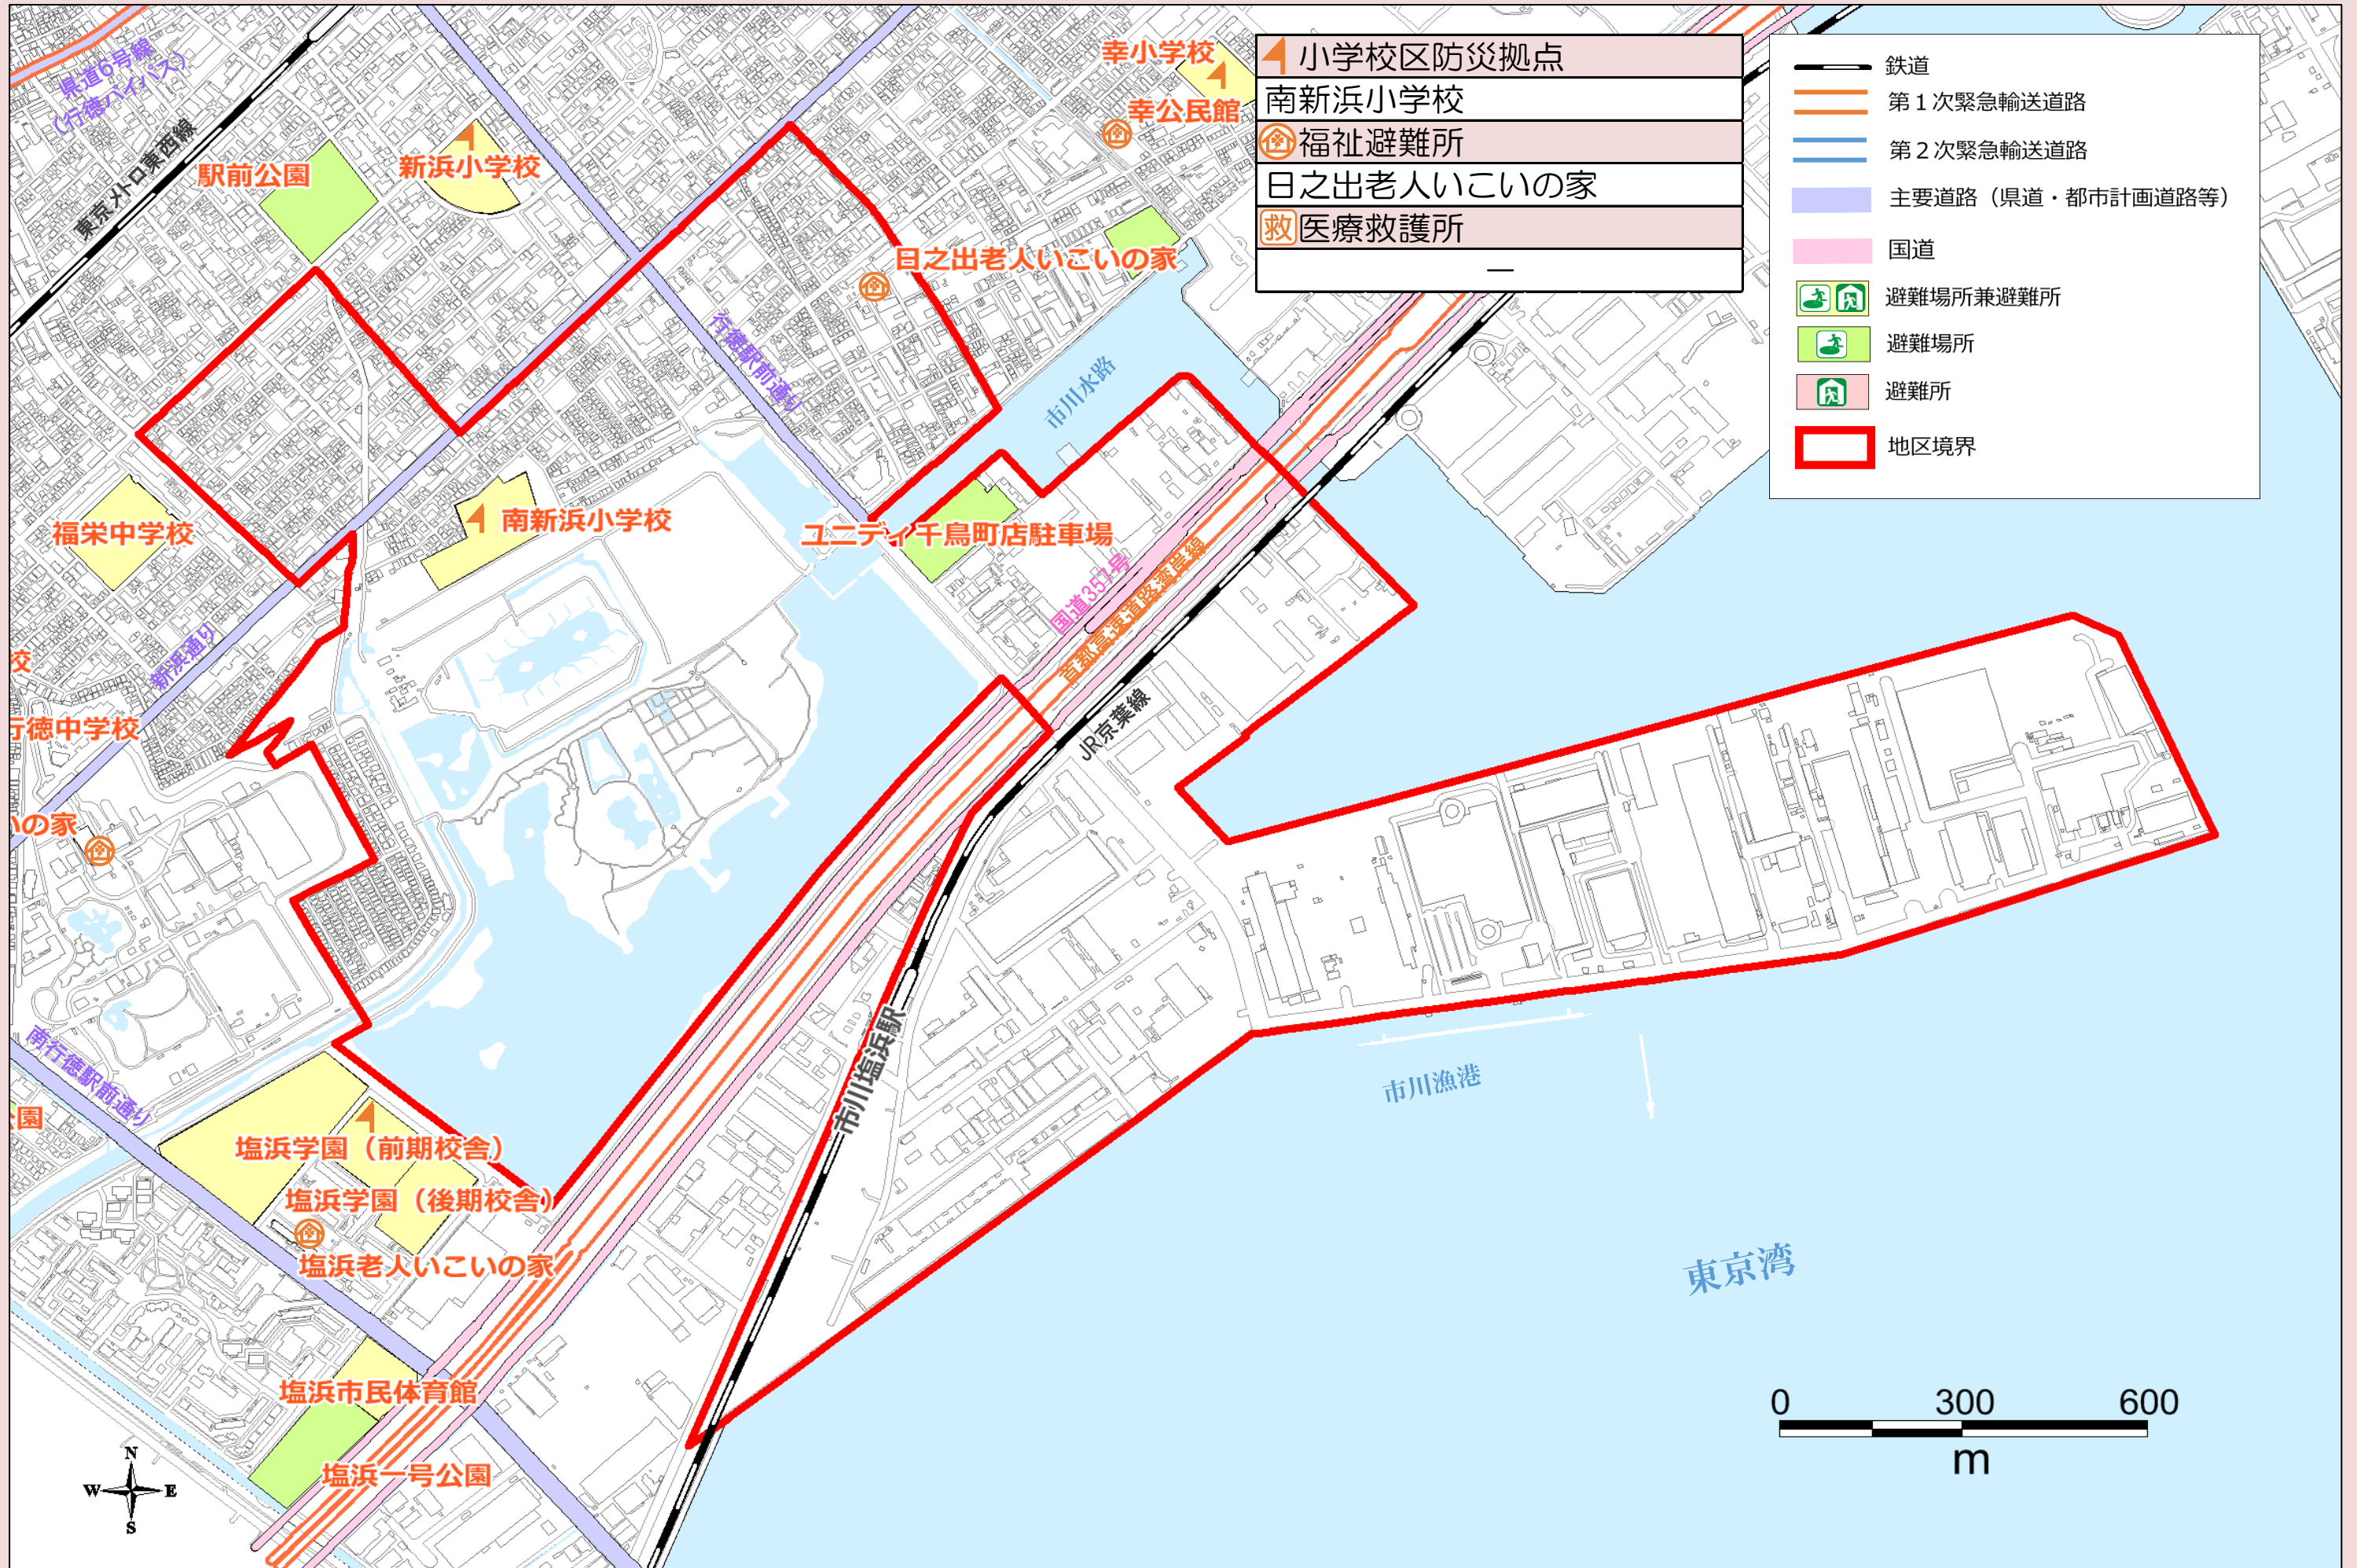 県道6号線
(行徳バイパス)
東京メトロ東西線
駅前公園
新浜小学校
幸小学校
幸公民館
日之出老人いこいの家
行徳駅前通り
市川水路
福栄中学校
南新浜小学校
ユニディ千鳥町店駐車場
国道357号
首都高速道路湾岸線
JR京葉線
新浜通り
校
行徳中学校
いの家
南行徳駅前通り
公園
塩浜学園（前期校舎）
塩浜学園（後期校舎）
塩浜老人いこいの家
塩浜市民体育館
塩浜一号公園
市川塩浜駅
市川漁港
東京湾
小学校区防災拠点
南新浜小学校
福祉避難所
日之出老人いこいの家
救 医療救護所
―
鉄道
第１次緊急輸送道路
第２次緊急輸送道路
主要道路（県道・都市計画道路等）
国道
避難場所兼避難所
避難場所
避難所
地区境界
0 300 600
m
N
W E
S